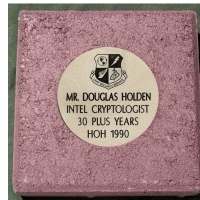 MR. DOUGLAS HOLDEN
INTEL CRYPTOLOGIST
30 PLUS YEARS
HOH 1990